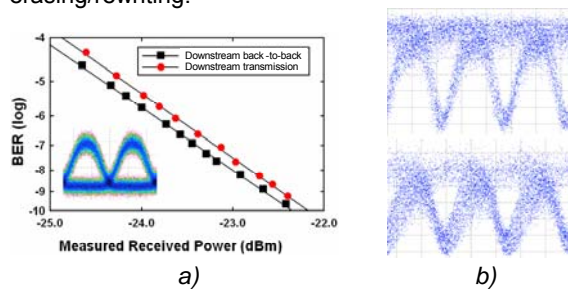 erasing/rewriting.
-4
Downstream back -to-back
Downstream transmission
-5
-6
-7
-8
-9
-10
BER (log)
-25.0 -24.0 -23.0 -22.0
Measured Received Power (dBm)
a) b)